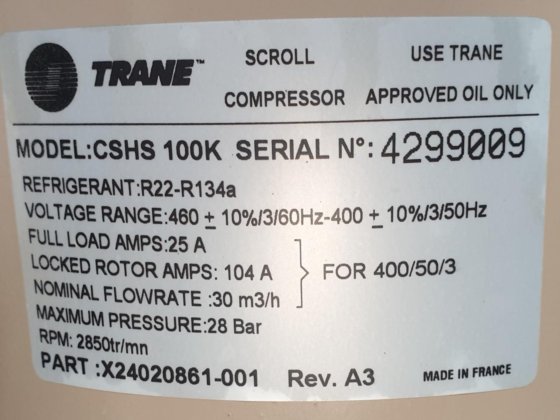 TRANE™ SCROLL USE TRANE
COMPRESSOR APPROVED OIL ONLY
MODEL:CSHS 100K SERIAL N°: 4299009
REFRIGERANT:R22-R134a
VOLTAGE RANGE:460 ± 10%/3/60Hz-400 ± 10%/3/50Hz
FULL LOAD AMPS:25 A
LOCKED ROTOR AMPS: 104 A } FOR 400/50/3
NOMINAL FLOWRATE :30 m3/h
MAXIMUM PRESSURE:28 Bar
RPM: 2850tr/mn
PART :X24020861-001 Rev. A3 MADE IN FRANCE